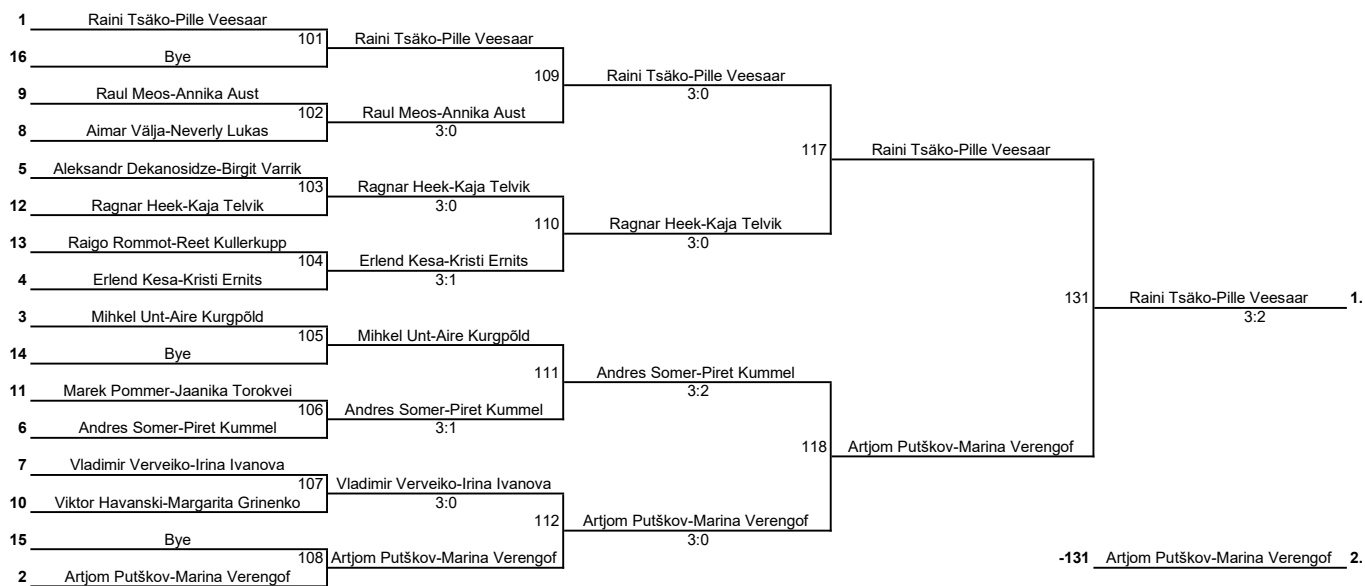 1 Raini Tsäko-Pille Veesaar
101 Raini Tsäko-Pille Veesaar
16 Bye
109 Raini Tsäko-Pille Veesaar
3:0
9 Raul Meos-Annika Aust
102 Raul Meos-Annika Aust
3:0
8 Aimar Välja-Neverly Lukas
117 Raini Tsäko-Pille Veesaar
5 Aleksandr Dekanosidze-Birgit Varrik
103 Ragnar Heek-Kaja Telvik
3:0
12 Ragnar Heek-Kaja Telvik
110 Ragnar Heek-Kaja Telvik
3:0
13 Raigo Rommot-Reet Kullerkupp
104 Erlend Kesa-Kristi Ernits
3:1
4 Erlend Kesa-Kristi Ernits
131 Raini Tsäko-Pille Veesaar 1.
3:2
3 Mihkel Unt-Aire Kurgpõld
105 Mihkel Unt-Aire Kurgpõld
14 Bye
111 Andres Somer-Piret Kummel
3:2
11 Marek Pommer-Jaanika Torokvei
106 Andres Somer-Piret Kummel
3:1
6 Andres Somer-Piret Kummel
118 Artjom Putškov-Marina Verengof
7 Vladimir Verveiko-Irina Ivanova
107 Vladimir Verveiko-Irina Ivanova
3:0
10 Viktor Havanski-Margarita Grinenko
112 Artjom Putškov-Marina Verengof
3:0
15 Bye
108 Artjom Putškov-Marina Verengof
2 Artjom Putškov-Marina Verengof
-131 Artjom Putškov-Marina Verengof 2.